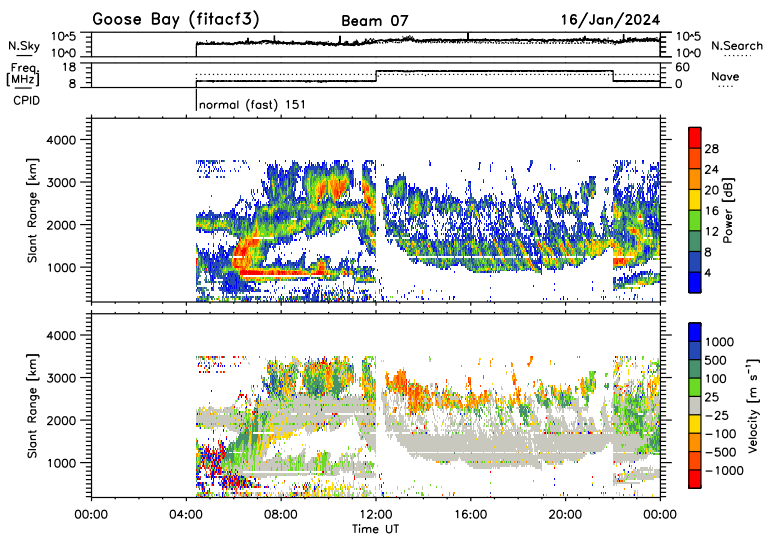 Goose Bay (fitacf3) Beam 07 16/Jan/2024
N.Sky 10^5 10^0 10^5 10^0 N.Search
Freq. [MHz] 18 8 60 0 Nave
CPID normal (fast) 151
Slant Range [km] 4000 3000 2000 1000
28 24 20 16 12 8 4 Power [dB]
Slant Range [km] 4000 3000 2000 1000
1000 500 100 25 −25 −100 −500 −1000 Velocity [m s⁻¹]
00:00 04:00 08:00 12:00 16:00 20:00 00:00
Time UT